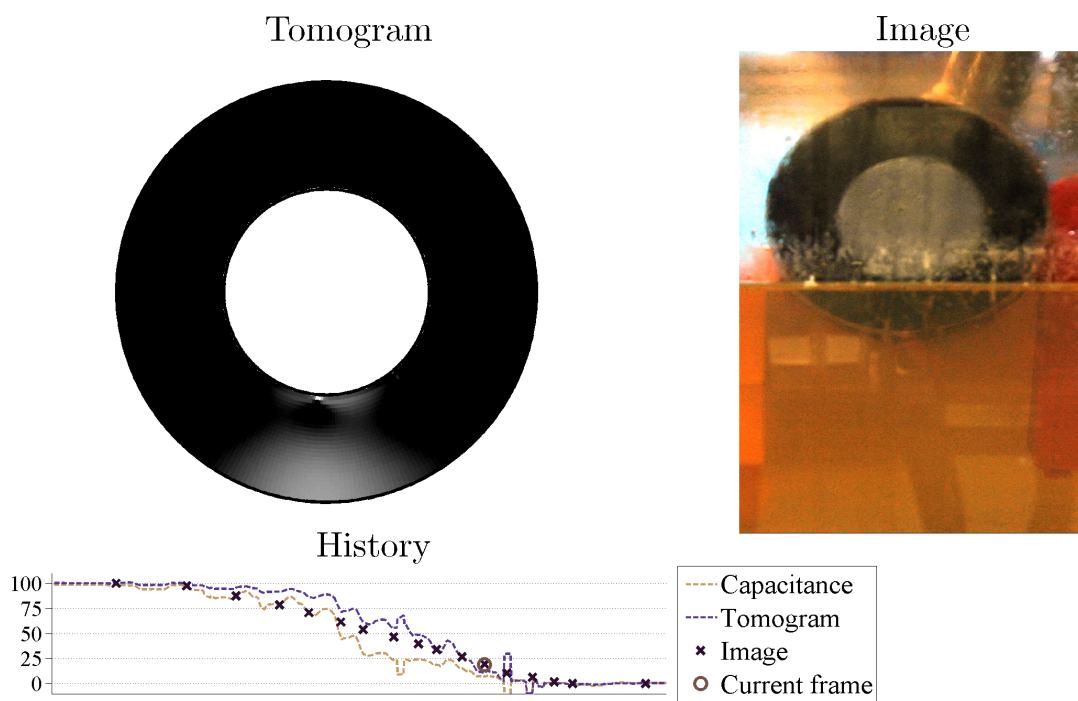 Tomogram
Image
History
100
75
50
25
0
Capacitance
Tomogram
Image
Current frame